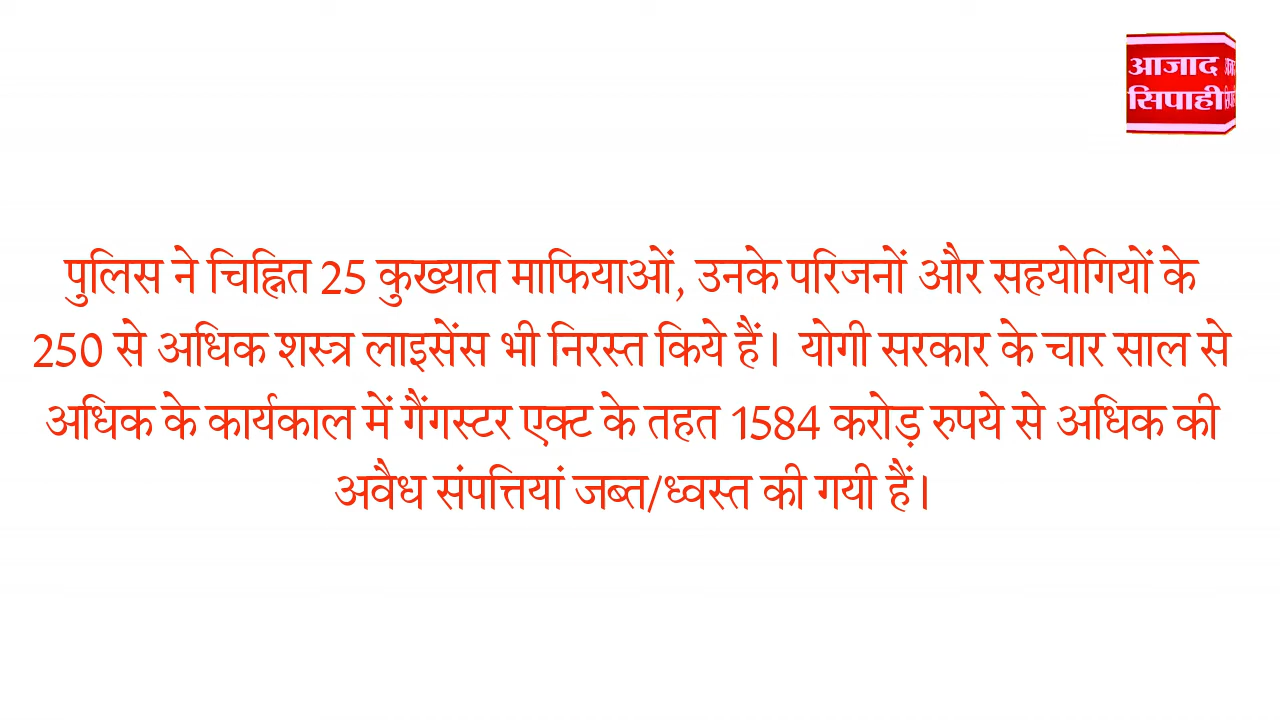 आजाद
सिपाही
पुलिस ने चिह्नित 25 कुख्यात माफियाओं, उनके परिजनों और सहयोगियों के
250 से अधिक शस्त्र लाइसेंस भी निरस्त किये हैं। योगी सरकार के चार साल से
अधिक के कार्यकाल में गैंगस्टर एक्ट के तहत 1584 करोड़ रुपये से अधिक की
अवैध संपत्तियां जब्त/ध्वस्त की गयी हैं।